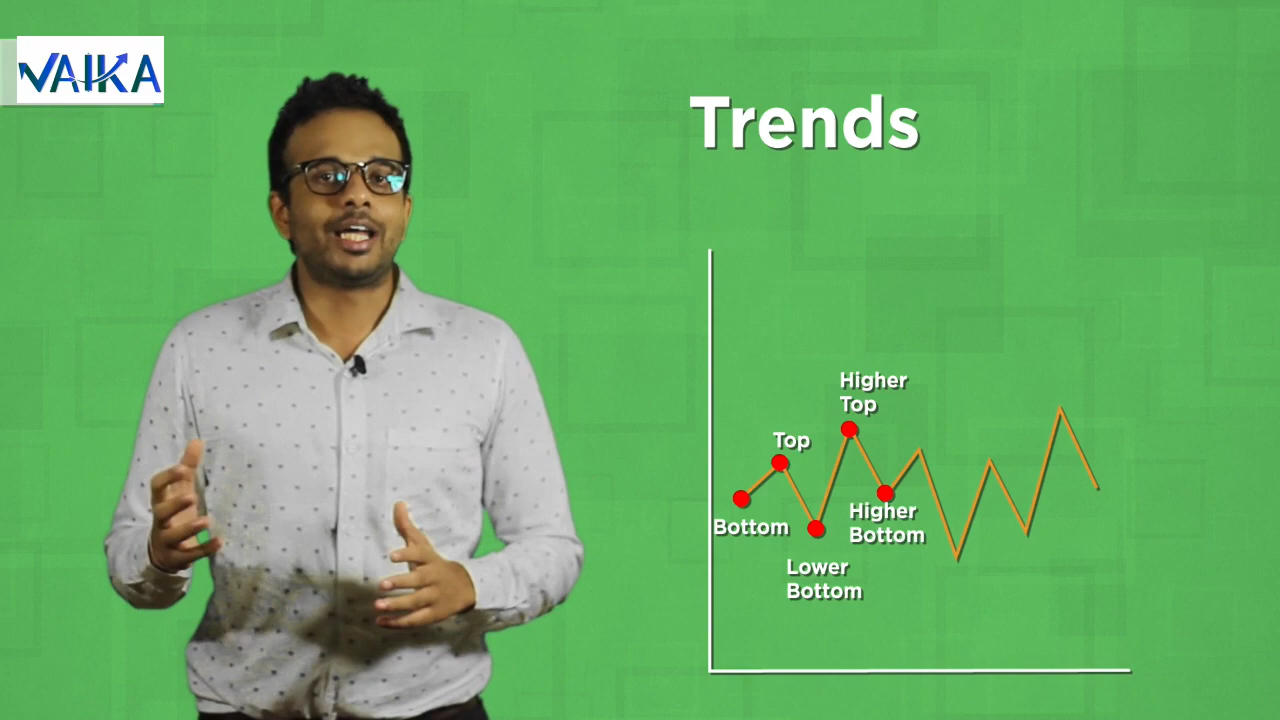 VAIKA
Trends
Higher
Top
Top
Higher
Bottom
Bottom
Lower
Bottom